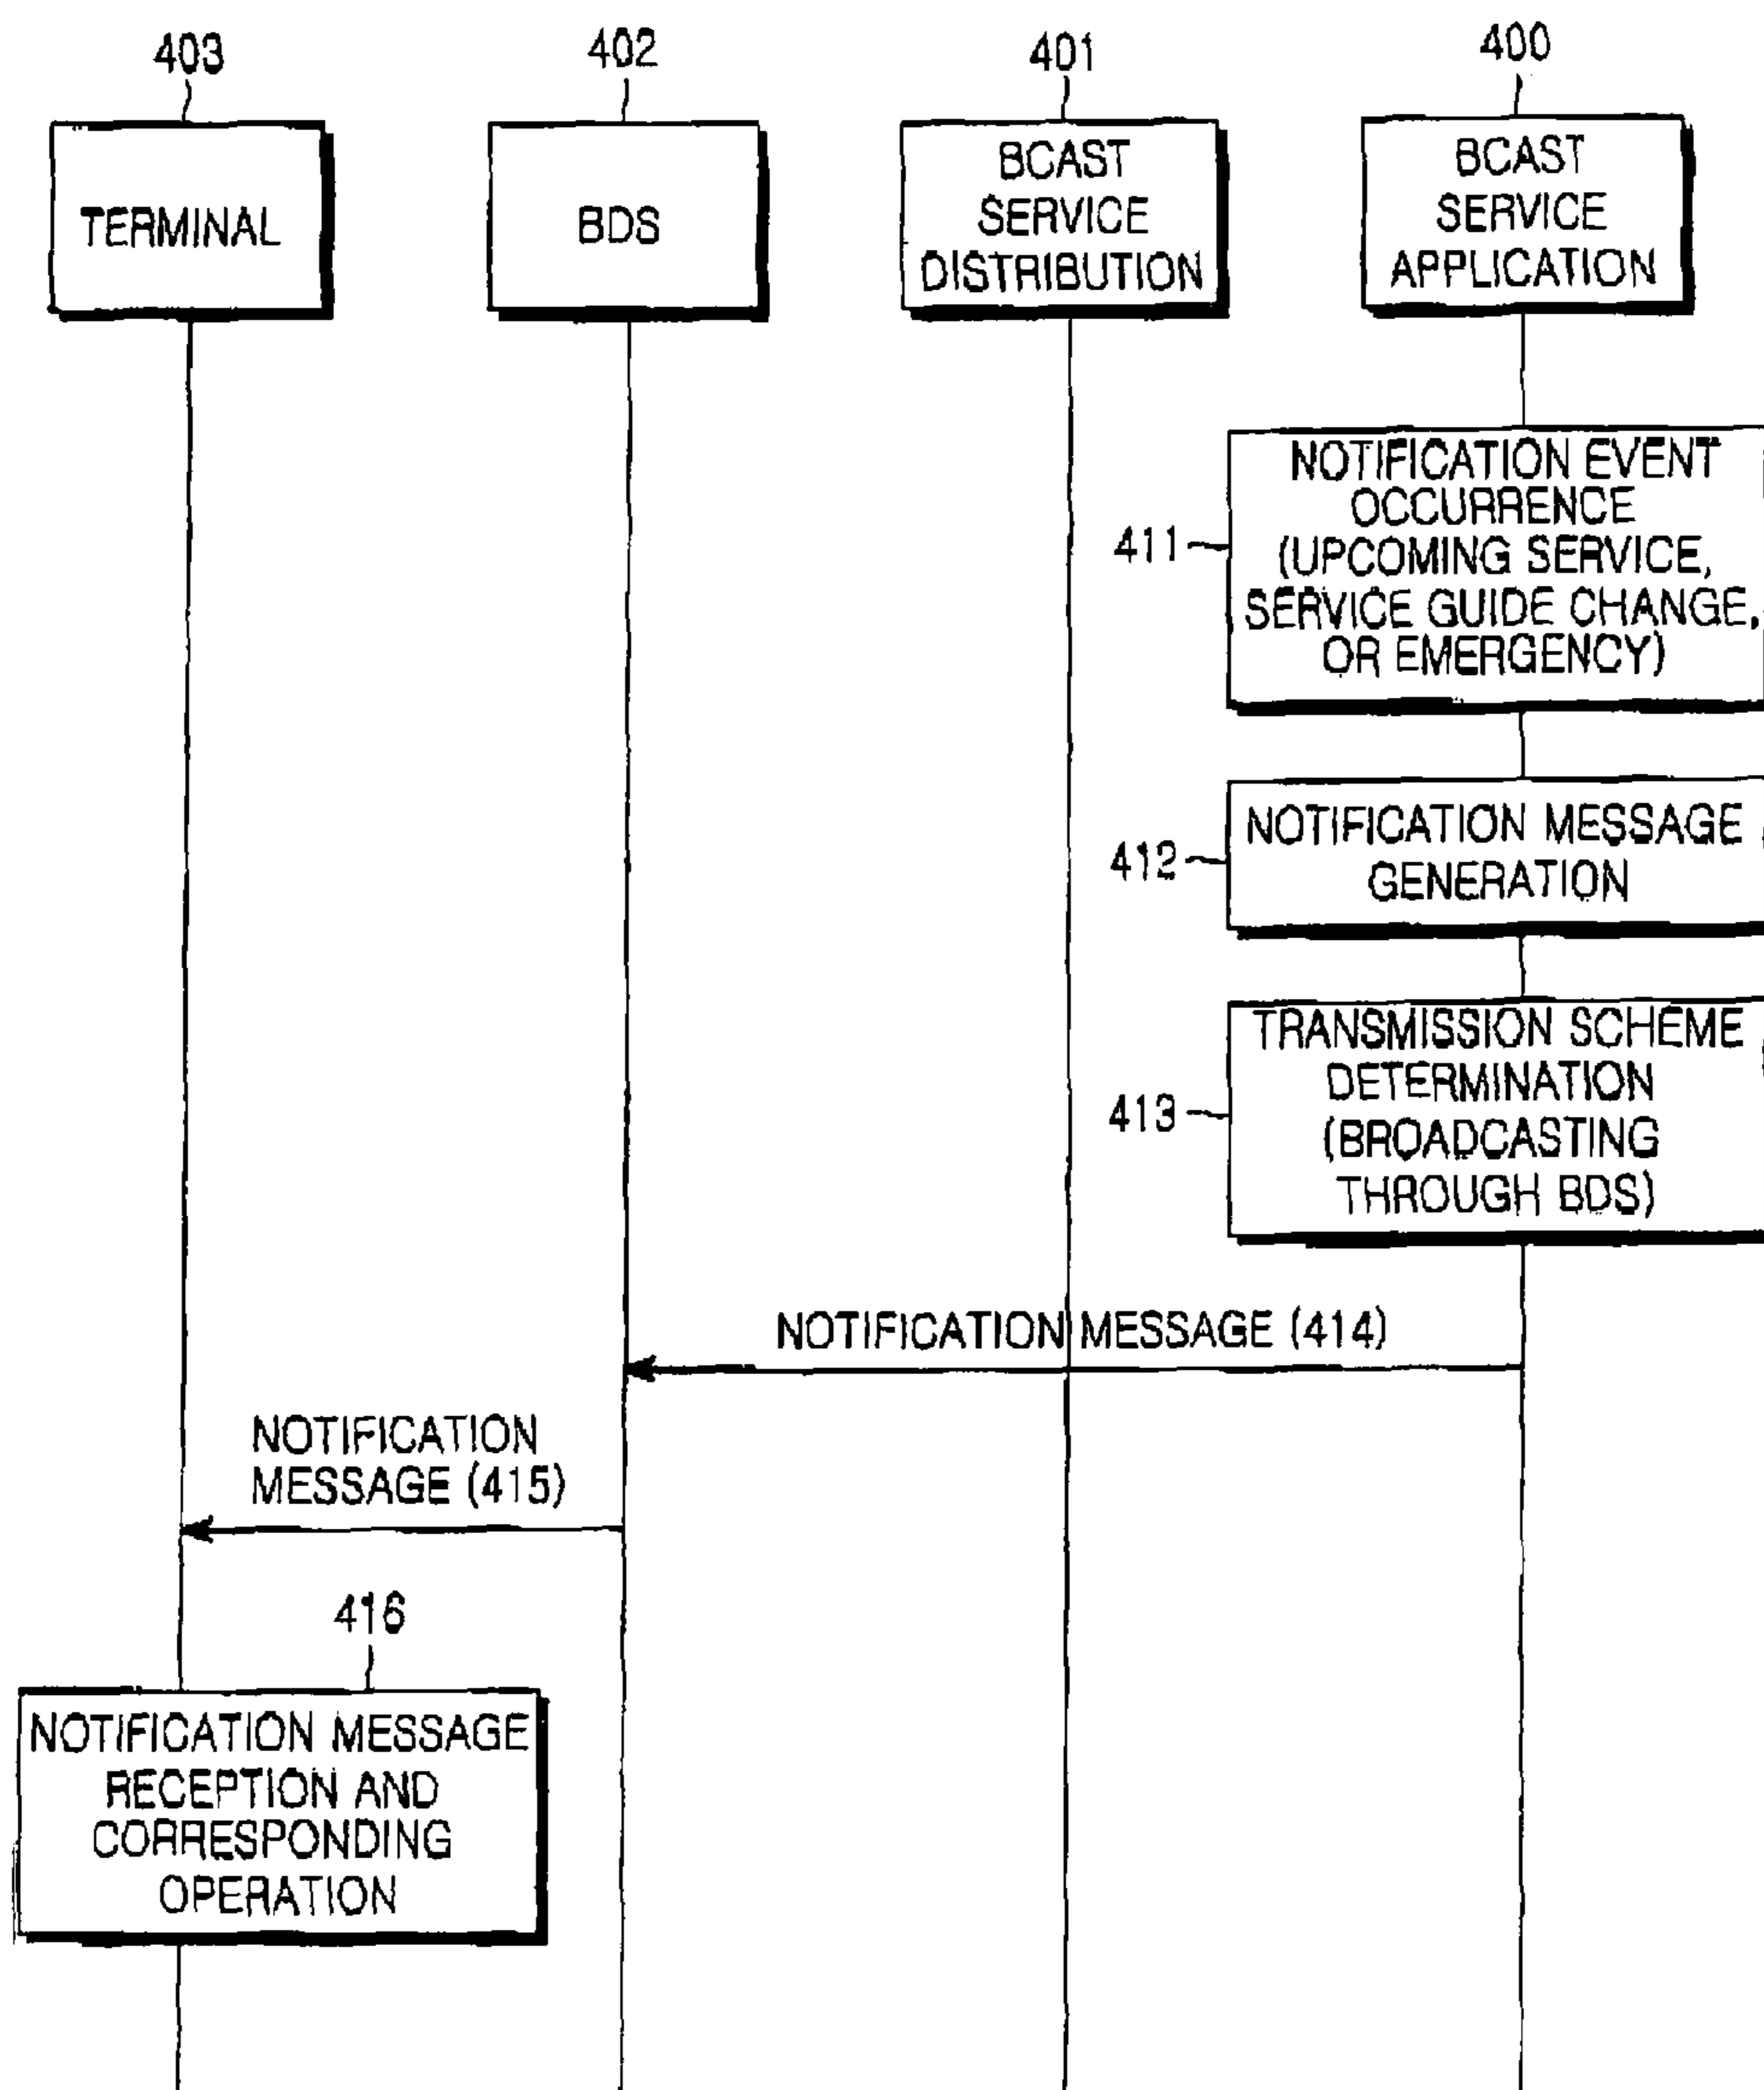 403
402
401
400
TERMINAL
BDS
BCAST
SERVICE
DISTRIBUTION
BCAST
SERVICE
APPLICATION
411
NOTIFICATION EVENT
OCCURRENCE
(UPCOMING SERVICE,
SERVICE GUIDE CHANGE,
OR EMERGENCY)
412
NOTIFICATION MESSAGE
GENERATION
413
TRANSMISSION SCHEME
DETERMINATION
(BROADCASTING
THROUGH BDS)
NOTIFICATION MESSAGE (414)
NOTIFICATION
MESSAGE (415)
416
NOTIFICATION MESSAGE
RECEPTION AND
CORRESPONDING
OPERATION